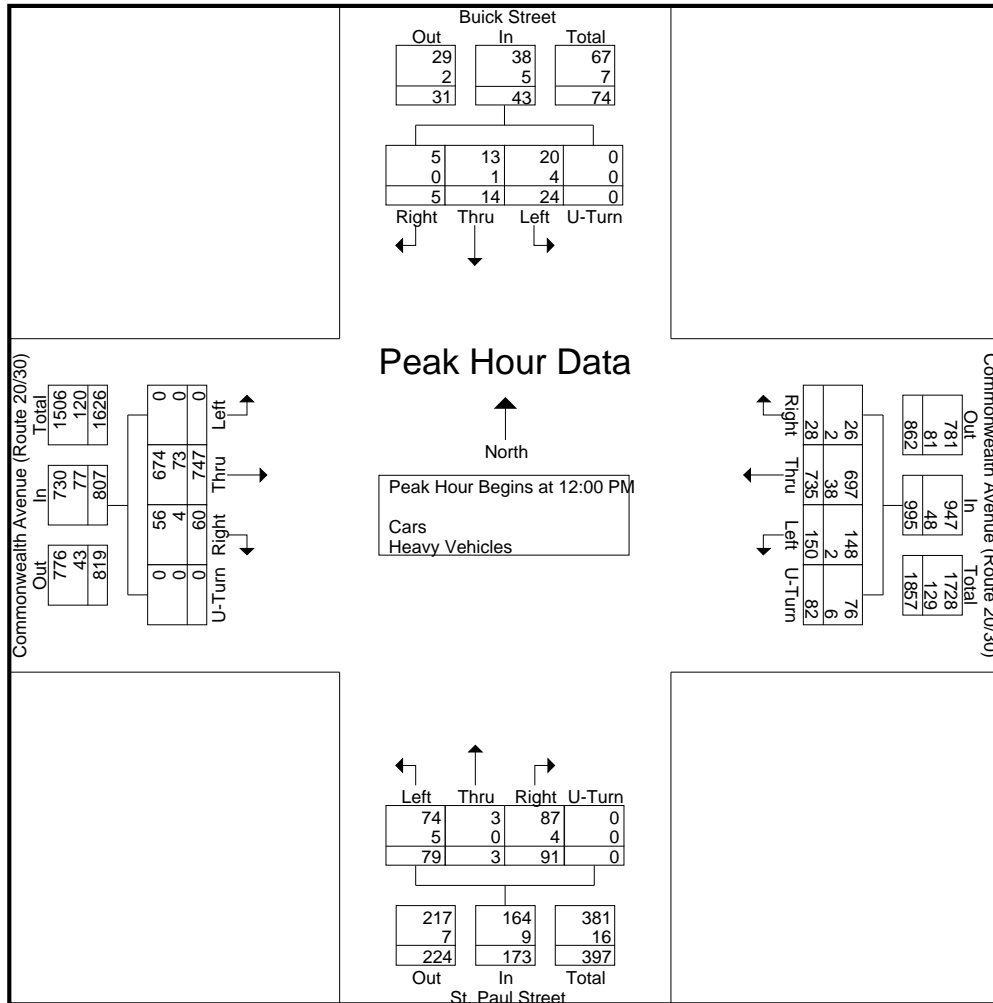 Buick Street
Out In Total
29 38 67
2 5 7
31 43 74
5 13 20 0
0 1 4 0
5 14 24 0
Right Thru Left U-Turn
Peak Hour Data
North
Peak Hour Begins at 12:00 PM
Cars
Heavy Vehicles
Commonwealth Avenue (Route 20/30)
Out In Total
776 730 1506
43 77 120
819 807 1626
0 56 674 0
0 4 73 0
0 60 747 0
U-Turn Right Thru Left
Commonwealth Avenue (Route 20/30)
Out In Total
781 947 1728
81 48 129
862 995 1857
26 697 148 76
2 38 2 6
28 735 150 82
Right Thru Left U-Turn
Left Thru Right U-Turn
74 3 87 0
5 0 4 0
79 3 91 0
217 164 381
7 9 16
224 173 397
Out In Total
St. Paul Street